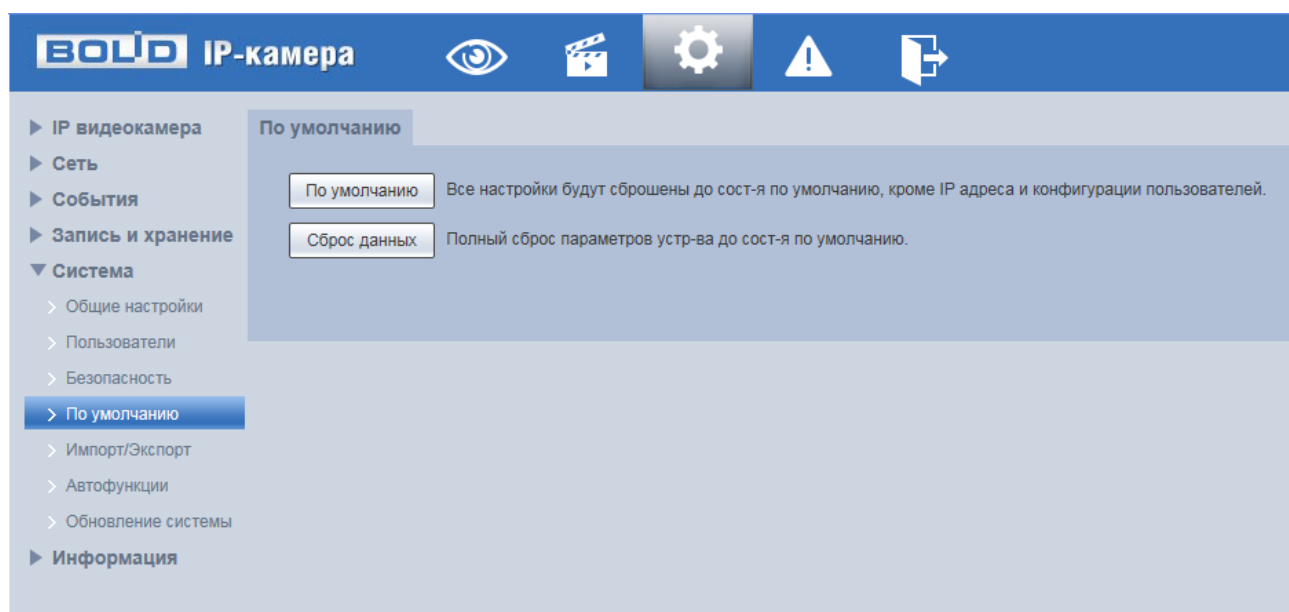 BOLID IP-камера
IP видеокамера
Сеть
События
Запись и хранение
Система
Общие настройки
Пользователи
Безопасность
По умолчанию
Импорт/Экспорт
Автофункции
Обновление системы
Информация
По умолчанию
По умолчанию Все настройки будут сброшены до сост-я по умолчанию, кроме IP адреса и конфигурации пользователей.
Сброс данных Полный сброс параметров устр-ва до сост-я по умолчанию.